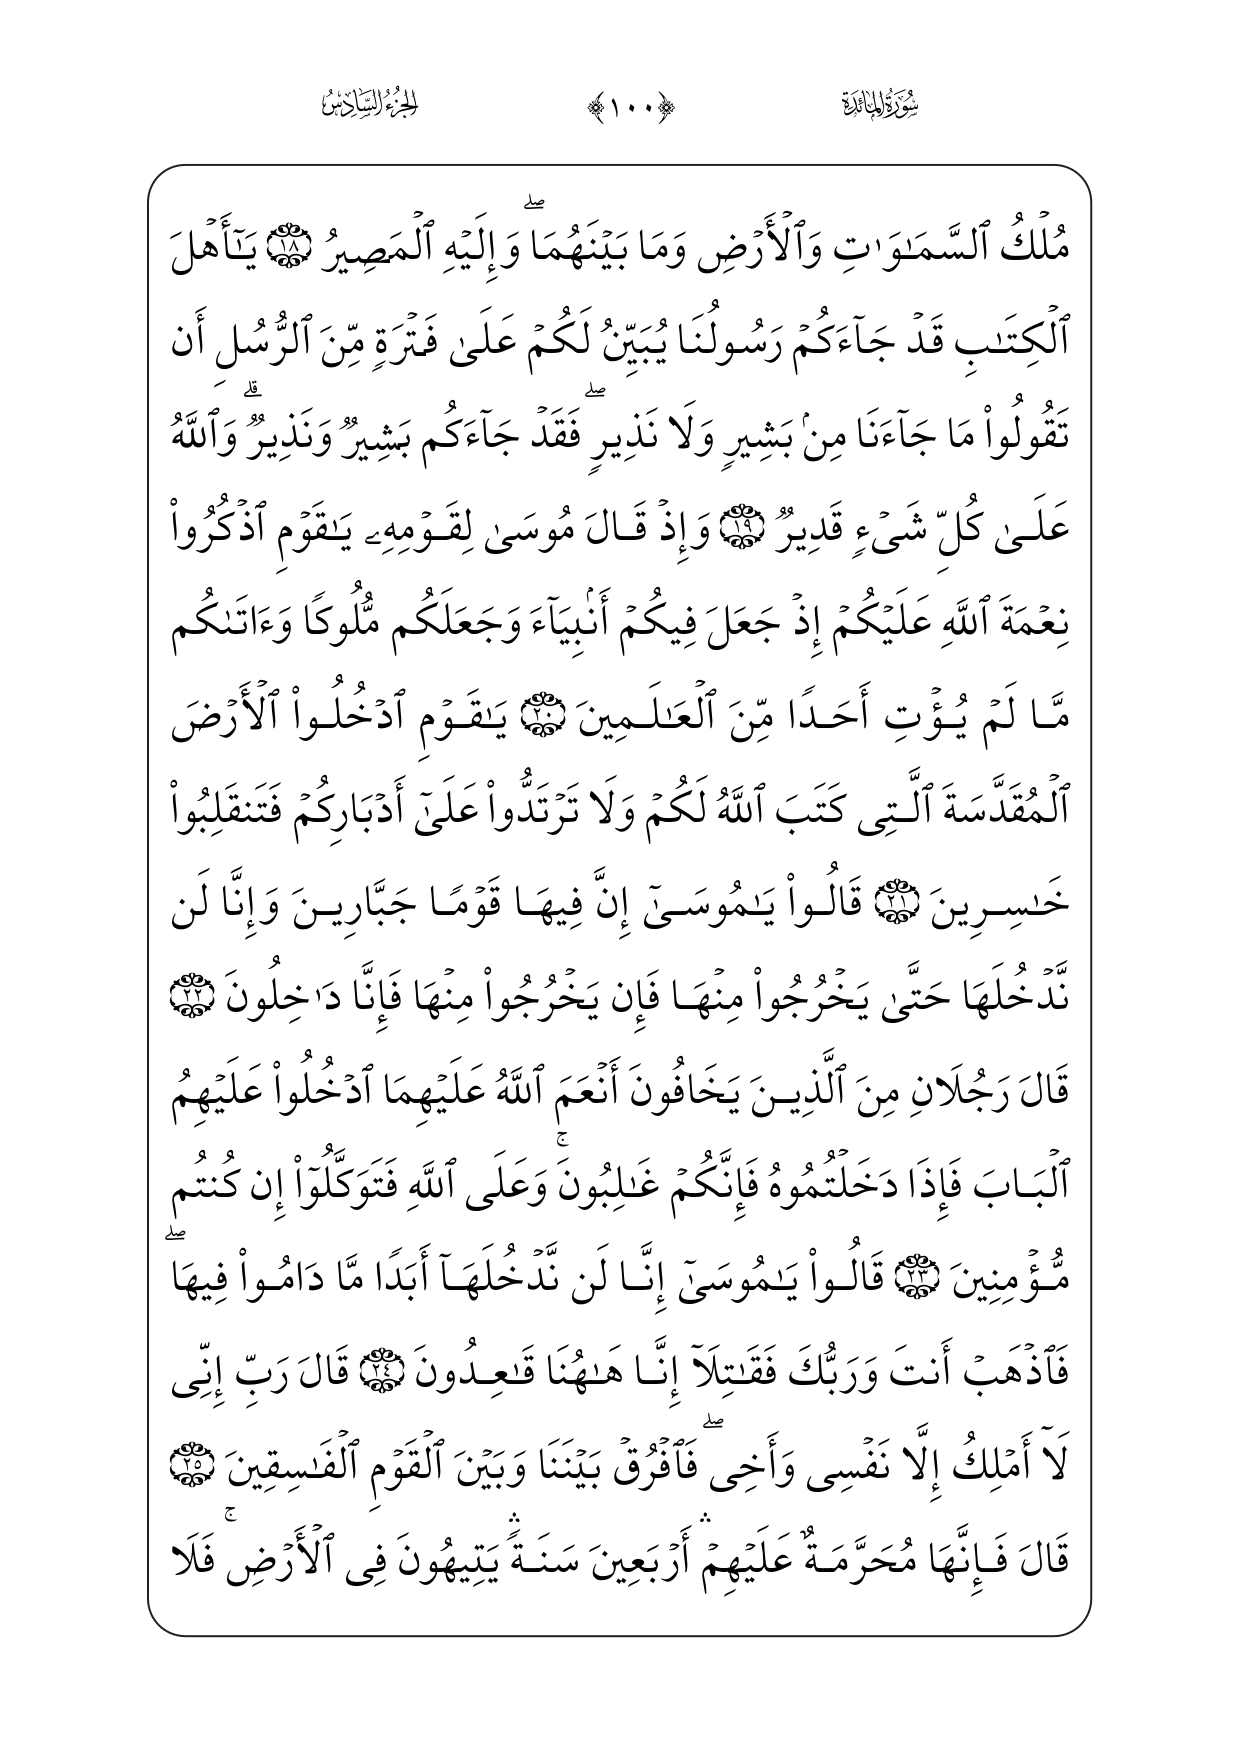 سُورَةُ المَائدَة ﴿١٠٠﴾ الجُزءُ السَّادِسُ
مُلۡكُ ٱلسَّمَٰوَٰتِ وَٱلۡأَرۡضِ وَمَا بَيۡنَهُمَاۖ وَإِلَيۡهِ ٱلۡمَصِيرُ ١٨ يَٰٓأَهۡلَ
ٱلۡكِتَٰبِ قَدۡ جَآءَكُمۡ رَسُولُنَا يُبَيِّنُ لَكُمۡ عَلَىٰ فَتۡرَةٖ مِّنَ ٱلرُّسُلِ أَن
تَقُولُواْ مَا جَآءَنَا مِنۢ بَشِيرٖ وَلَا نَذِيرٖۖ فَقَدۡ جَآءَكُم بَشِيرٞ وَنَذِيرٞۗ وَٱللَّهُ
عَلَىٰ كُلِّ شَيۡءٖ قَدِيرٞ ١٩ وَإِذۡ قَالَ مُوسَىٰ لِقَوۡمِهِۦ يَٰقَوۡمِ ٱذۡكُرُواْ
نِعۡمَةَ ٱللَّهِ عَلَيۡكُمۡ إِذۡ جَعَلَ فِيكُمۡ أَنۢبِيَآءَ وَجَعَلَكُم مُّلُوكٗا وَءَاتَىٰكُم
مَّا لَمۡ يُؤۡتِ أَحَدٗا مِّنَ ٱلۡعَٰلَمِينَ ٢٠ يَٰقَوۡمِ ٱدۡخُلُواْ ٱلۡأَرۡضَ
ٱلۡمُقَدَّسَةَ ٱلَّتِي كَتَبَ ٱللَّهُ لَكُمۡ وَلَا تَرۡتَدُّواْ عَلَىٰٓ أَدۡبَارِكُمۡ فَتَنقَلِبُواْ
خَٰسِرِينَ ٢١ قَالُواْ يَٰمُوسَىٰٓ إِنَّ فِيهَا قَوۡمٗا جَبَّارِينَ وَإِنَّا لَن
نَّدۡخُلَهَا حَتَّىٰ يَخۡرُجُواْ مِنۡهَا فَإِن يَخۡرُجُواْ مِنۡهَا فَإِنَّا دَٰخِلُونَ ٢٢
قَالَ رَجُلَانِ مِنَ ٱلَّذِينَ يَخَافُونَ أَنۡعَمَ ٱللَّهُ عَلَيۡهِمَا ٱدۡخُلُواْ عَلَيۡهِمُ
ٱلۡبَابَ فَإِذَا دَخَلۡتُمُوهُ فَإِنَّكُمۡ غَٰلِبُونَۚ وَعَلَى ٱللَّهِ فَتَوَكَّلُوٓاْ إِن كُنتُم
مُّؤۡمِنِينَ ٢٣ قَالُواْ يَٰمُوسَىٰٓ إِنَّا لَن نَّدۡخُلَهَآ أَبَدٗا مَّا دَامُواْ فِيهَاۖ
فَٱذۡهَبۡ أَنتَ وَرَبُّكَ فَقَٰتِلَآ إِنَّا هَٰهُنَا قَٰعِدُونَ ٢٤ قَالَ رَبِّ إِنِّي
لَآ أَمۡلِكُ إِلَّا نَفۡسِي وَأَخِيۖ فَٱفۡرُقۡ بَيۡنَنَا وَبَيۡنَ ٱلۡقَوۡمِ ٱلۡفَٰسِقِينَ ٢٥
قَالَ فَإِنَّهَا مُحَرَّمَةٌ عَلَيۡهِمۡۛ أَرۡبَعِينَ سَنَةٗۛ يَتِيهُونَ فِي ٱلۡأَرۡضِۚ فَلَا